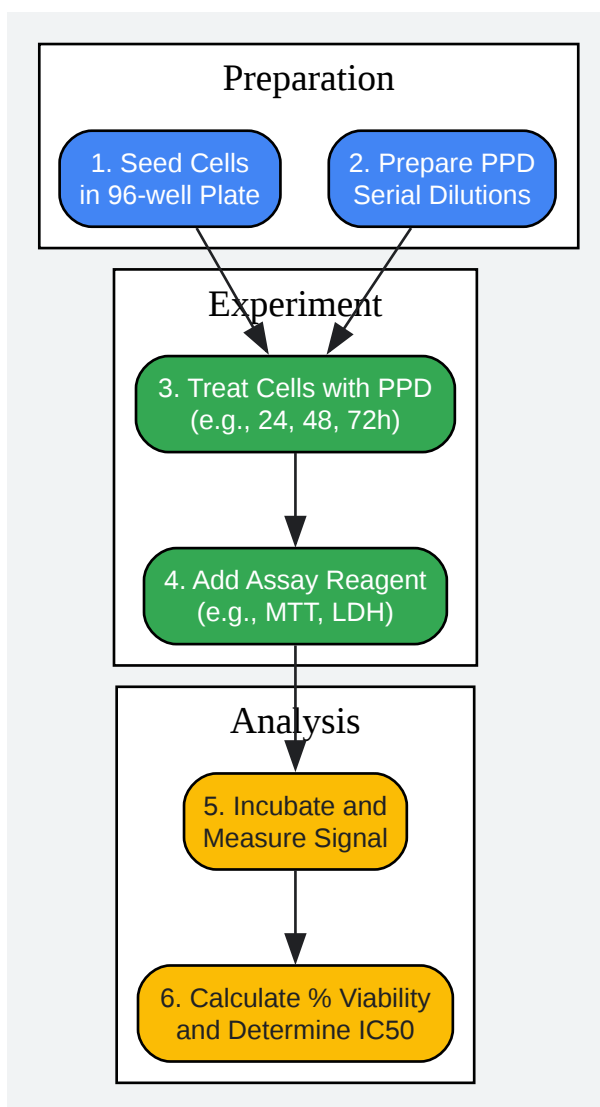 Preparation
1. Seed Cells
in 96-well Plate
2. Prepare PPD
Serial Dilutions
Experiment
3. Treat Cells with PPD
(e.g., 24, 48, 72h)
4. Add Assay Reagent
(e.g., MTT, LDH)
Analysis
5. Incubate and
Measure Signal
6. Calculate % Viability
and Determine IC50